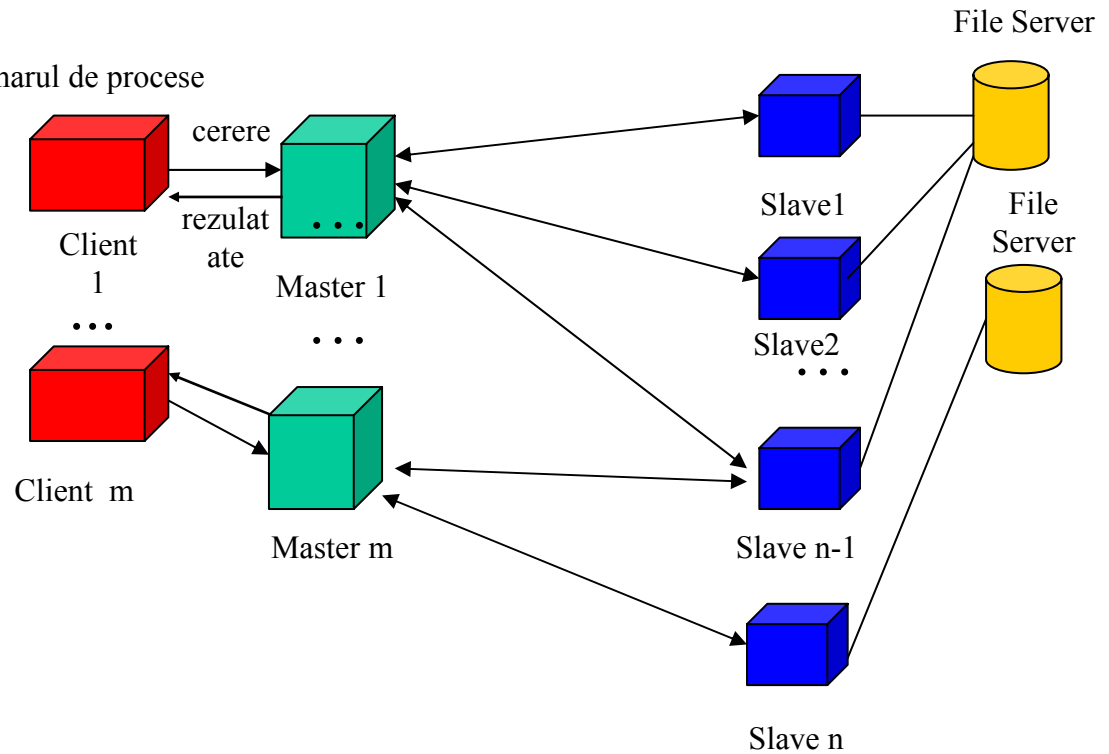 File Server
de procese
cerere
rezulat
ate
Client
1
Master 1
Slave1
File
Server
Slave2
Client m
Master m
Slave n-1
Slave n